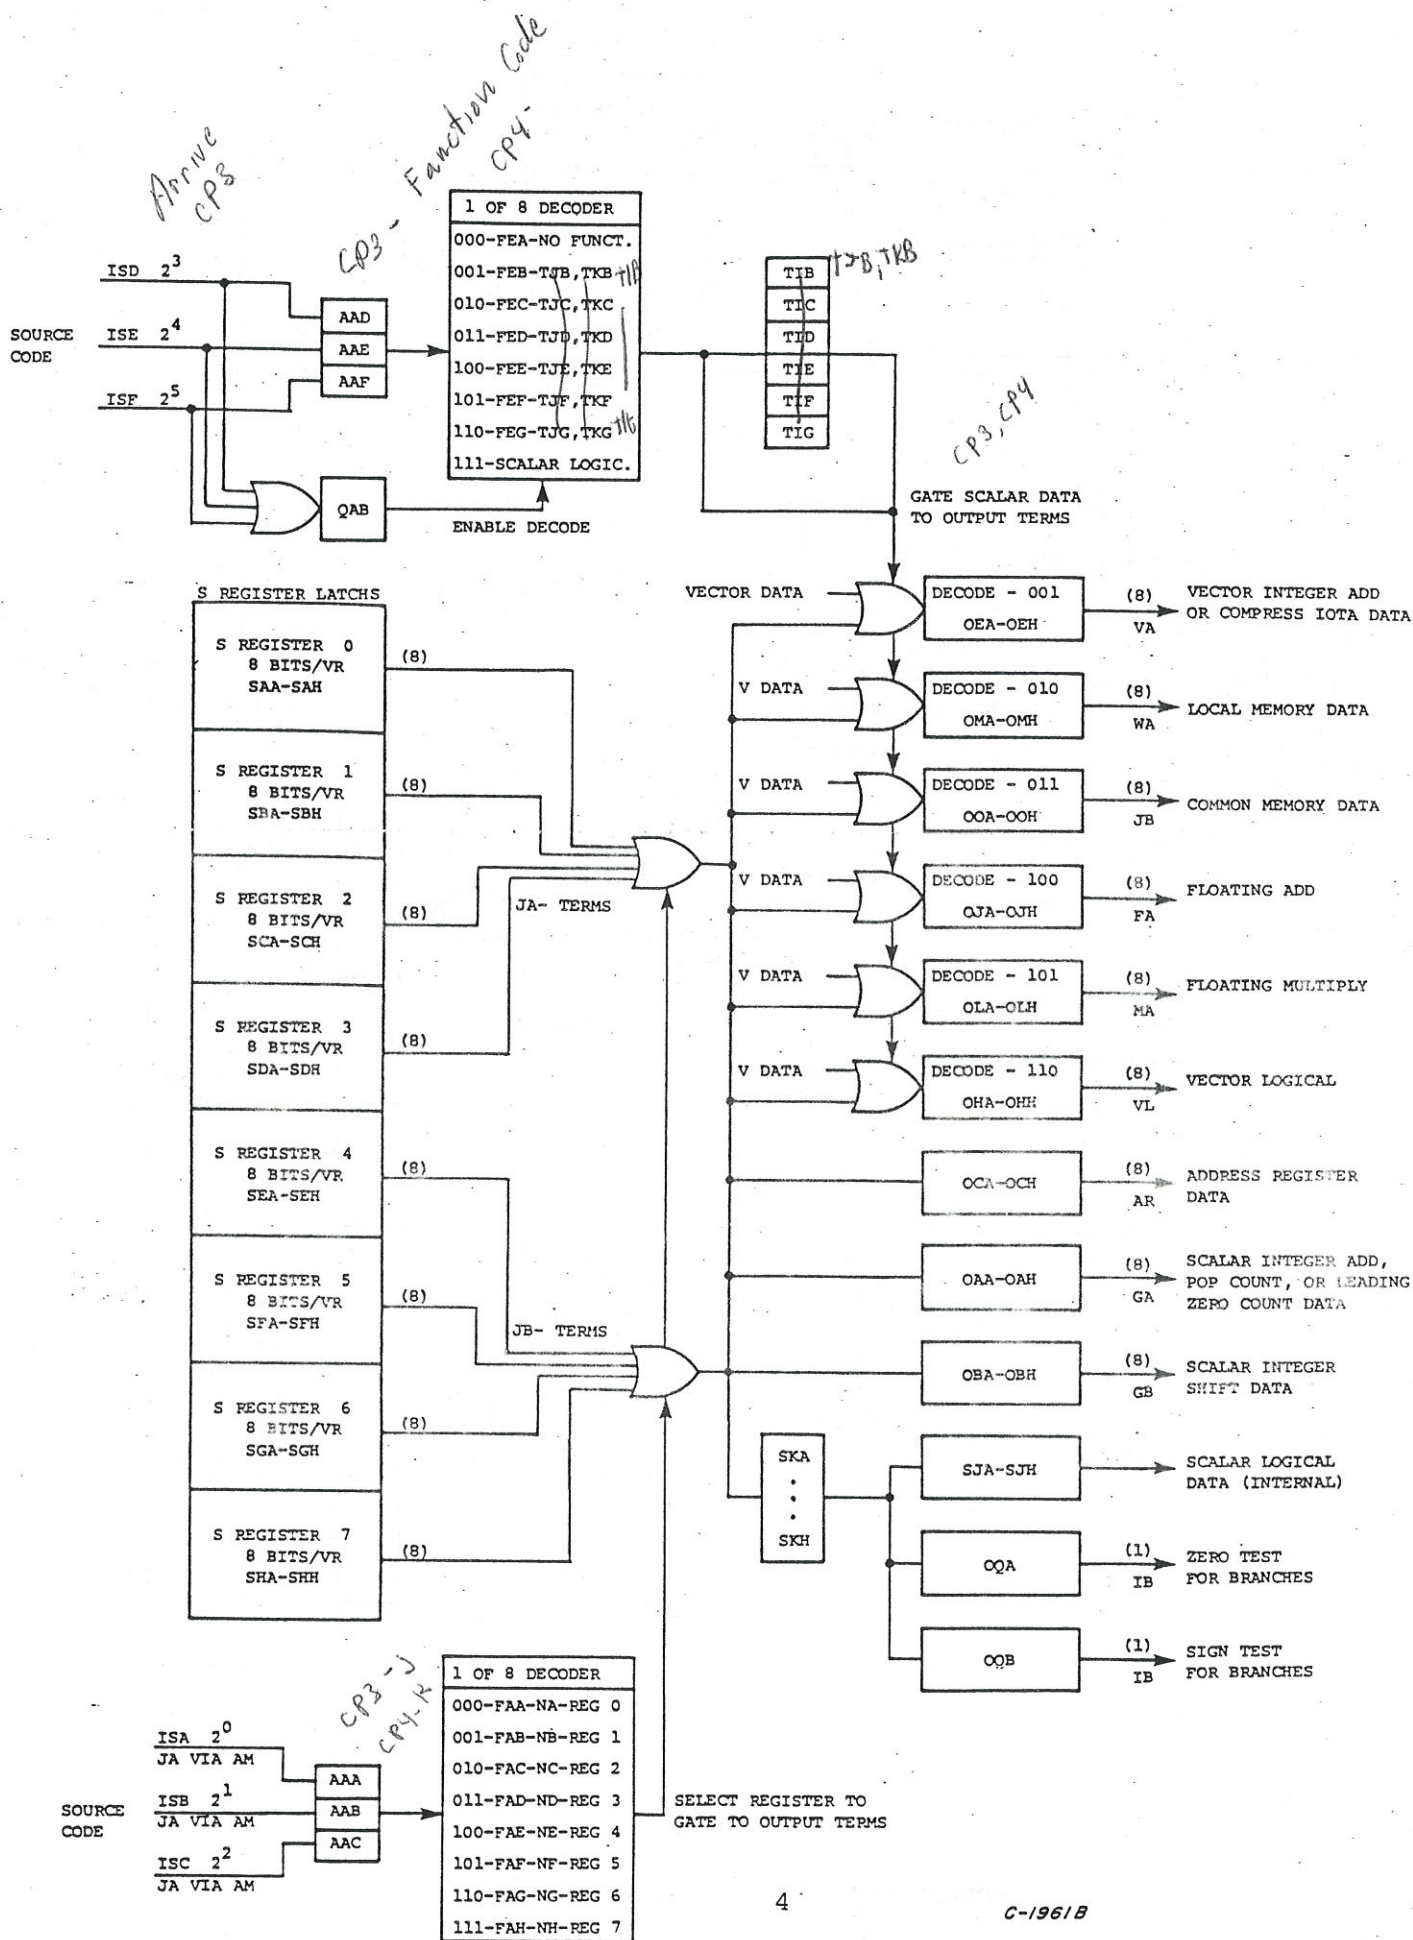 Arrive
CP3
CP3 - Function Code
CP4-
1 OF 8 DECODER
000-FEA-NO FUNCT.
001-FEB-TJB,TKB TIB
010-FEC-TJC,TKC
011-FED-TJD,TKD
100-FEE-TJE,TKE
101-FEF-TJF,TKF
110-FEG-TJG,TKG TIG
111-SCALAR LOGIC.
ISD 2^3
SOURCE
CODE
ISE 2^4
ISF 2^5
AAD
AAE
AAF
QAB
ENABLE DECODE
TIB
TIC
TID
TIE
TIF
TIG
TJB,TKB
CP3,CP4
GATE SCALAR DATA
TO OUTPUT TERMS
S REGISTER LATCHS
S REGISTER 0
8 BITS/VR
SAA-SAH
(8)
S REGISTER 1
8 BITS/VR
SBA-SBH
(8)
S REGISTER 2
8 BITS/VR
SCA-SCH
(8)
S REGISTER 3
8 BITS/VR
SDA-SDH
(8)
S REGISTER 4
8 BITS/VR
SEA-SEH
(8)
S REGISTER 5
8 BITS/VR
SFA-SFH
(8)
S REGISTER 6
8 BITS/VR
SGA-SGH
(8)
S REGISTER 7
8 BITS/VR
SHA-SHH
(8)
JA- TERMS
JB- TERMS
VECTOR DATA
DECODE - 001
OEA-OEH
(8)
VA
VECTOR INTEGER ADD
OR COMPRESS IOTA DATA
V DATA
DECODE - 010
OMA-OMH
(8)
WA
LOCAL MEMORY DATA
V DATA
DECODE - 011
OOA-OOH
(8)
JB
COMMON MEMORY DATA
V DATA
DECODE - 100
OJA-OJH
(8)
FA
FLOATING ADD
V DATA
DECODE - 101
OLA-OLH
(8)
MA
FLOATING MULTIPLY
V DATA
DECODE - 110
OHA-OHH
(8)
VL
VECTOR LOGICAL
OCA-OCH
(8)
AR
ADDRESS REGISTER
DATA
OAA-OAH
(8)
GA
SCALAR INTEGER ADD,
POP COUNT, OR LEADING
ZERO COUNT DATA
OBA-OBH
(8)
GB
SCALAR INTEGER
SHIFT DATA
SKA
.
.
.
SKH
SJA-SJH
SCALAR LOGICAL
DATA (INTERNAL)
OQA
(1)
IB
ZERO TEST
FOR BRANCHES
OQB
(1)
IB
SIGN TEST
FOR BRANCHES
CP3-J
CP4-K
1 OF 8 DECODER
000-FAA-NA-REG 0
001-FAB-NB-REG 1
010-FAC-NC-REG 2
011-FAD-ND-REG 3
100-FAE-NE-REG 4
101-FAF-NF-REG 5
110-FAG-NG-REG 6
111-FAH-NH-REG 7
ISA 2^0
JA VIA AM
SOURCE
CODE
ISB 2^1
JA VIA AM
ISC 2^2
JA VIA AM
AAA
AAB
AAC
SELECT REGISTER TO
GATE TO OUTPUT TERMS
4
C-1961B